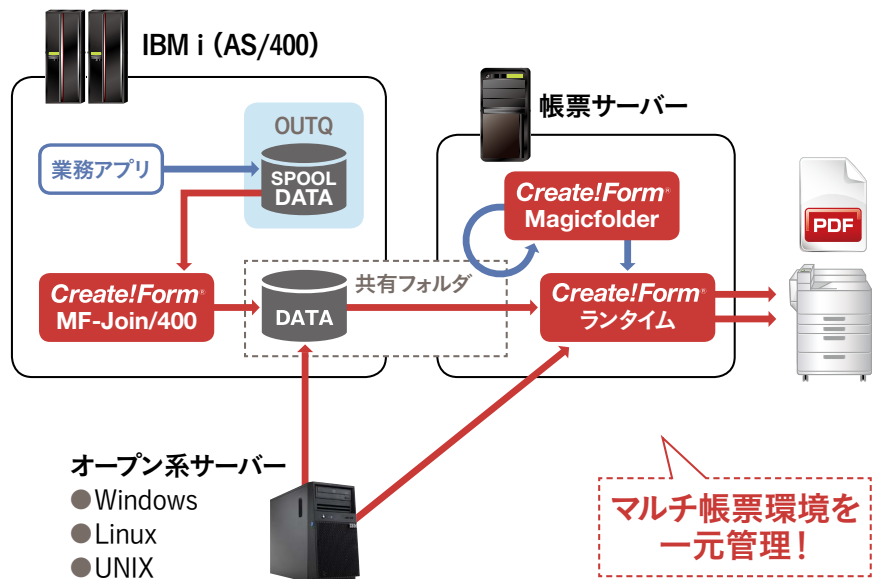 IBM i（AS/400）
帳票サーバー
OUTQ
業務アプリ
SPOOL
DATA
Create!Form®
Magicfolder
PDF
共有フォルダ
Create!Form®
MF-Join/400
DATA
Create!Form®
ランタイム
オープン系サーバー
●Windows
●Linux
●UNIX
マルチ帳票環境を
一元管理！